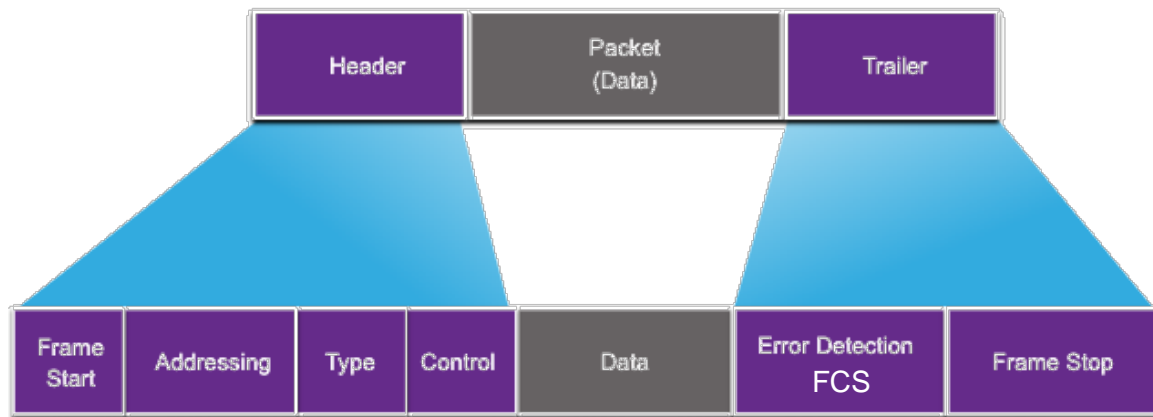 Header
Packet
(Data)
Trailer
Frame
Start
Addressing
Type
Control
Data
Error Detection
FCS
Frame Stop